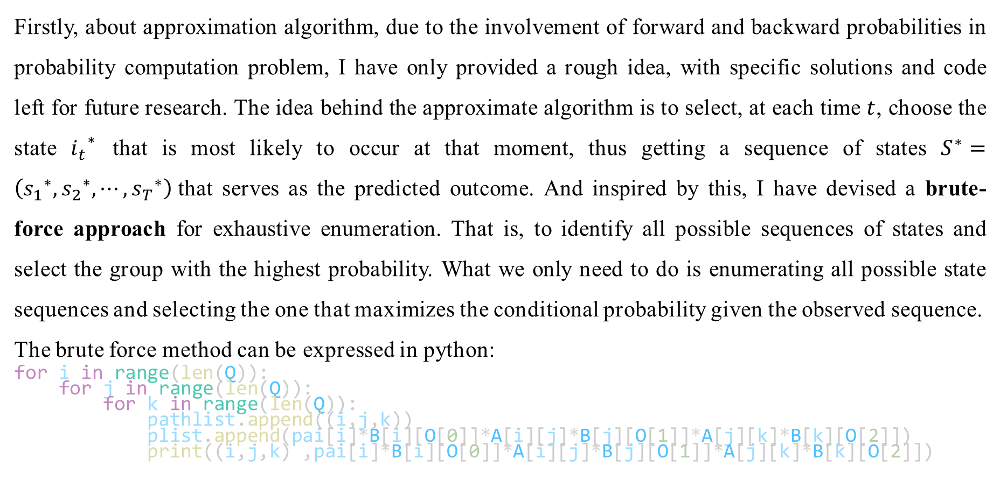 Firstly, about approximation algorithm, due to the involvement of forward and backward probabilities in
probability computation problem, I have only provided a rough idea, with specific solutions and code
left for future research. The idea behind the approximate algorithm is to select, at each time t, choose the
state iₜ* that is most likely to occur at that moment, thus getting a sequence of states S* =
(s₁*, s₂*, ⋯ , s_T*) that serves as the predicted outcome. And inspired by this, I have devised a brute-
force approach for exhaustive enumeration. That is, to identify all possible sequences of states and
select the group with the highest probability. What we only need to do is enumerating all possible state
sequences and selecting the one that maximizes the conditional probability given the observed sequence.
The brute force method can be expressed in python:
for i in range(len(Q)):
    for j in range(len(Q)):
        for k in range(len(Q)):
            pathlist.append((i,j,k))
            plist.append(pai[i]*B[i][O[0]]*A[i][j]*B[j][O[1]]*A[j][k]*B[k][O[2]])
            print((i,j,k) ,pai[i]*B[i][O[0]]*A[i][j]*B[j][O[1]]*A[j][k]*B[k][O[2]])